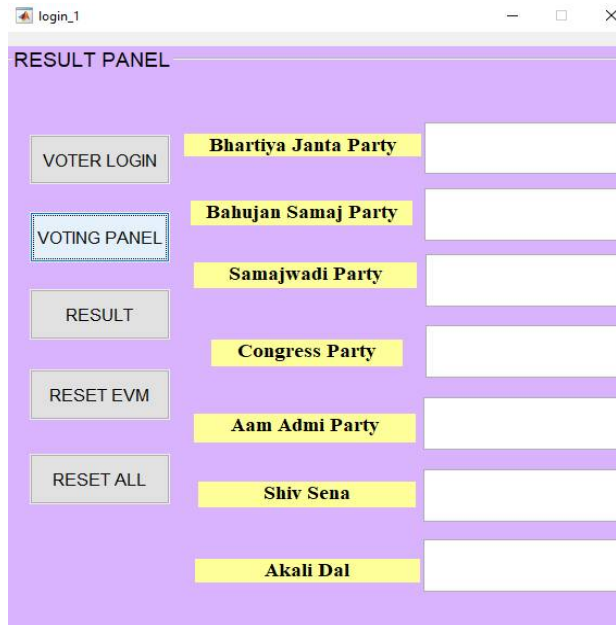 login_1
RESULT PANEL
VOTER LOGIN
VOTING PANEL
RESULT
RESET EVM
RESET ALL
Bhartiya Janta Party
Bahujan Samaj Party
Samajwadi Party
Congress Party
Aam Admi Party
Shiv Sena
Akali Dal